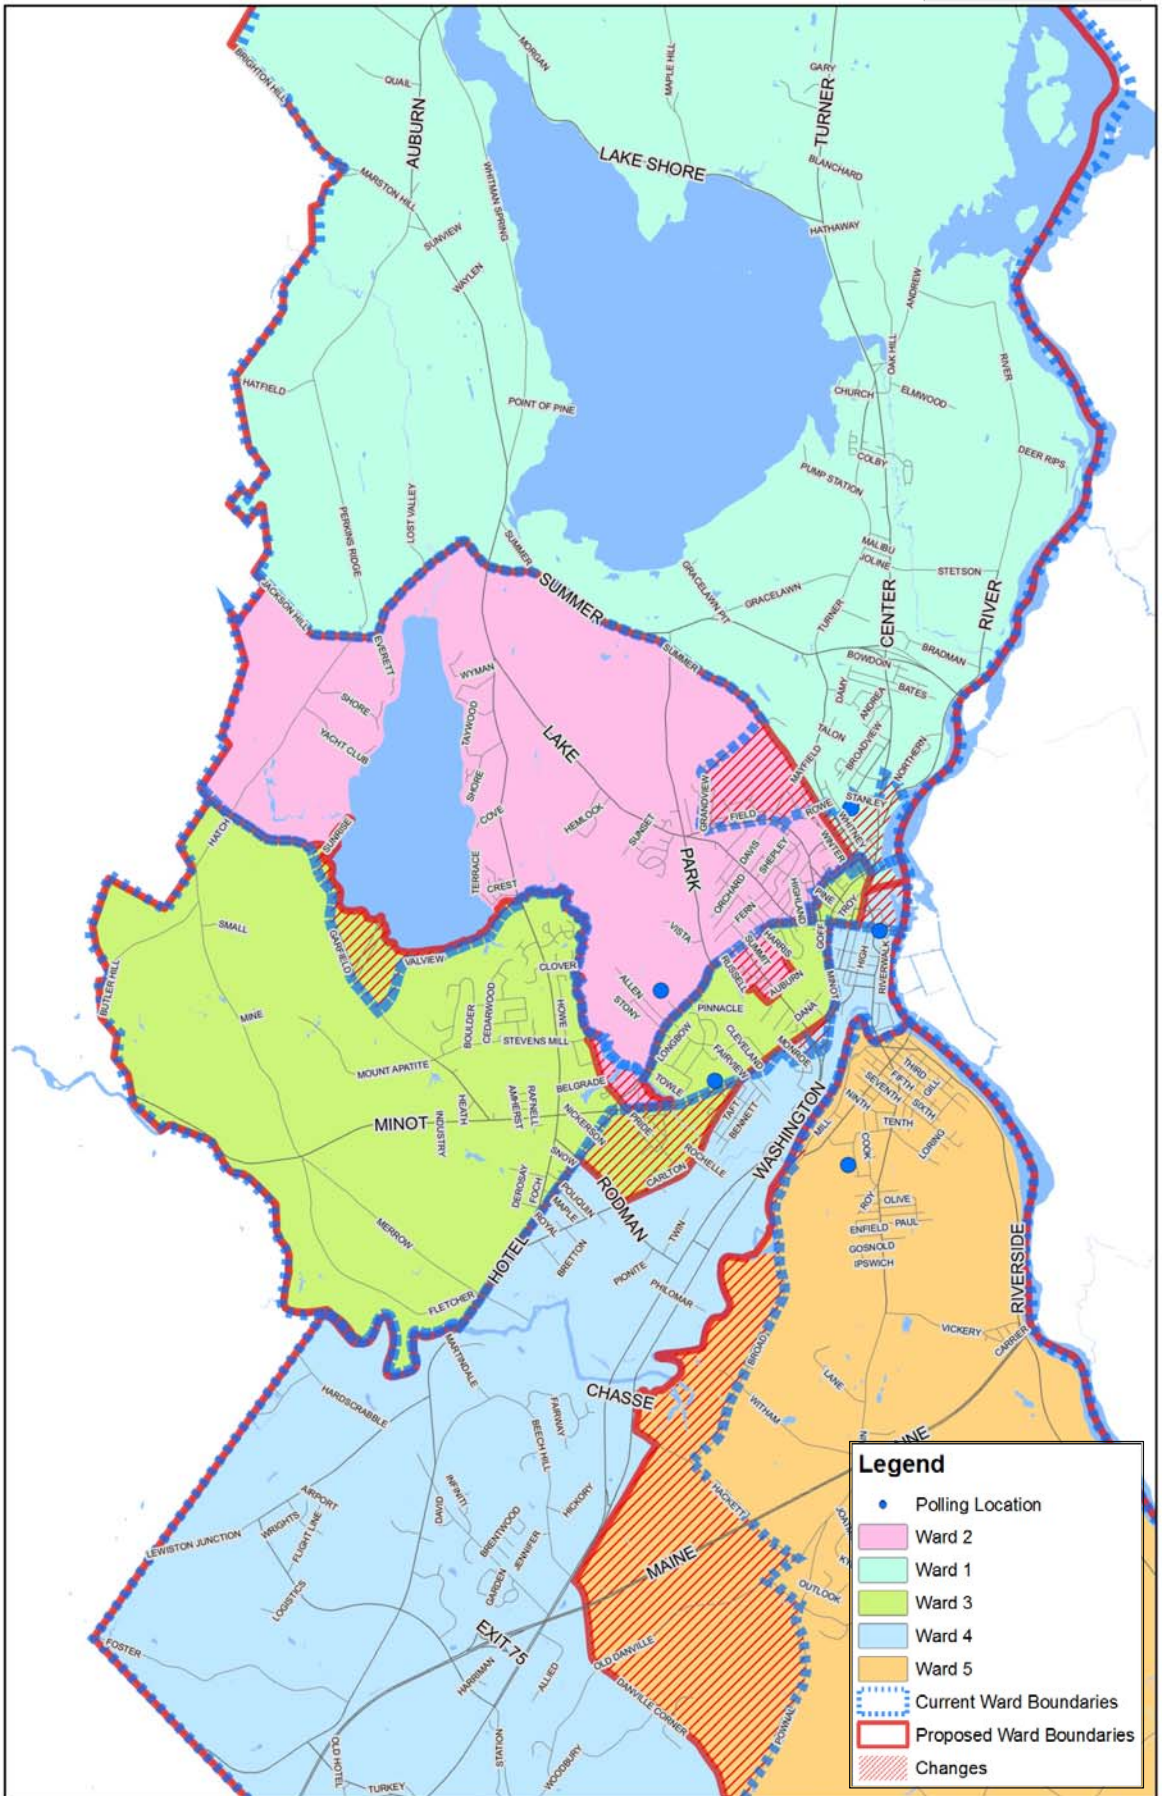 MORGAN
MAPLE HILL
GARY
BRIGHTON HILL
QUAIL
AUBURN
TURNER
LAKE SHORE
BLANCHARD
MARSTON HILL
WHITMAN SPRING
HATHAWAY
SUNVIEW
WAYLEN
ANDREW
OAK HILL
RIVER
HATFIELD
CHURCH
ELMWOOD
POINT OF PINE
COLBY
DEER RIPS
PUMP STATION
PERKINS RIDGE
LOST VALLEY
SUMMER
MALIBU
JOLINE
STETSON
SUMMER
GRACELAWN PIT
GRACELAWN
JACKSON HILL
TURNER
CENTER
RIVER
EVERETT
SUMMER
BRADMAN
BOWDOIN
WYMAN
DAMY
BATES
ANDREA
SHORE
TAYWOOD
YACHT CLUB
LAKE
TALON
BROADVIEW
NORTHERN
MAYFIELD
SHORE
GRANDVIEW
STANLEY
COVE
HEMLOCK
SUNSET
FIELD
ROWE
WHITNEY
HATCH
SUNRISE
WINTER
PARK
DAVIS
SHEPLEY
TERRACE
CREST
ORCHARD
HIGHLAND
PINE
TROY
FERN
SMALL
VISTA
GARFIELD
HARRIS
SUMMIT
GOFF
HIGH
RIVERWALK
VALVIEW
CLOVER
RUSSELL
AUBURN
MINOT
BUTLER HILL
ALLEN
STONY
BOULDER
CEDARWOOD
HOWE
PINNACLE
DANA
MINE
STEVENS MILL
LONGBOW
CLEVELAND
FAIRVIEW
MONROE
MOUNT APATITE
BELGRADE
TOWLE
THIRD
GILL
FIFTH
SEVENTH
SIXTH
NINTH
TENTH
MINOT
INDUSTRY
HEATH
AMHERST
RAFNELL
NICKERSON
PRIDE
TAFT
BENNETT
WASHINGTON
MILL
COOK
LORING
SNOW
ROCHELLE
CARLTON
DEROSAY
FOCH
RODMAN
POUQUIN
MAPLE
ROYAL
ROY
OLIVE
MERROW
TWIN
ENFIELD
PAUL
HOTEL
BRETTON
PIONITE
GOSNOLD
IPSWICH
RIVERSIDE
FLETCHER
PHILOMAR
VICKERY
CARRIER
MARTINDALE
BROAD
LANE
CHASSE
HARDSCRABBLE
FAIRWAY
WITHAM
BEECH HILL
INFINITI
HACKETT
AIRPORT
DAVID
HICKORY
WRIGHTS
FLIGHT LINE
LEWISTON JUNCTION
BRENTWOOD
JENNIFER
MAINE
OUTLOOK
LOGISTICS
GARDEN
EXIT 75
FOSTER
OLD DANVILLE
HARRIMAN
ALLIED
DANVILLE CORNER
POWNAL
OLD HOTEL
STATION
WOODBURY
TURKEY
Legend
Polling Location
Ward 2
Ward 1
Ward 3
Ward 4
Ward 5
Current Ward Boundaries
Proposed Ward Boundaries
Changes